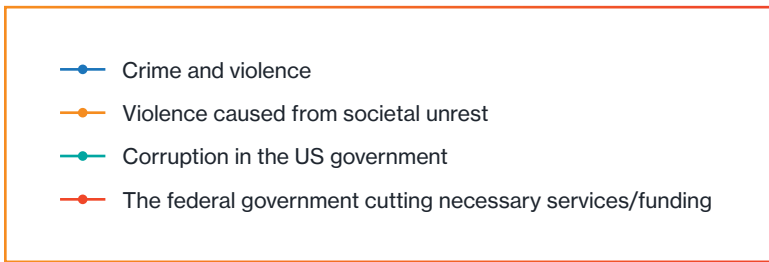 Crime and violence
Violence caused from societal unrest
Corruption in the US government
The federal government cutting necessary services/funding